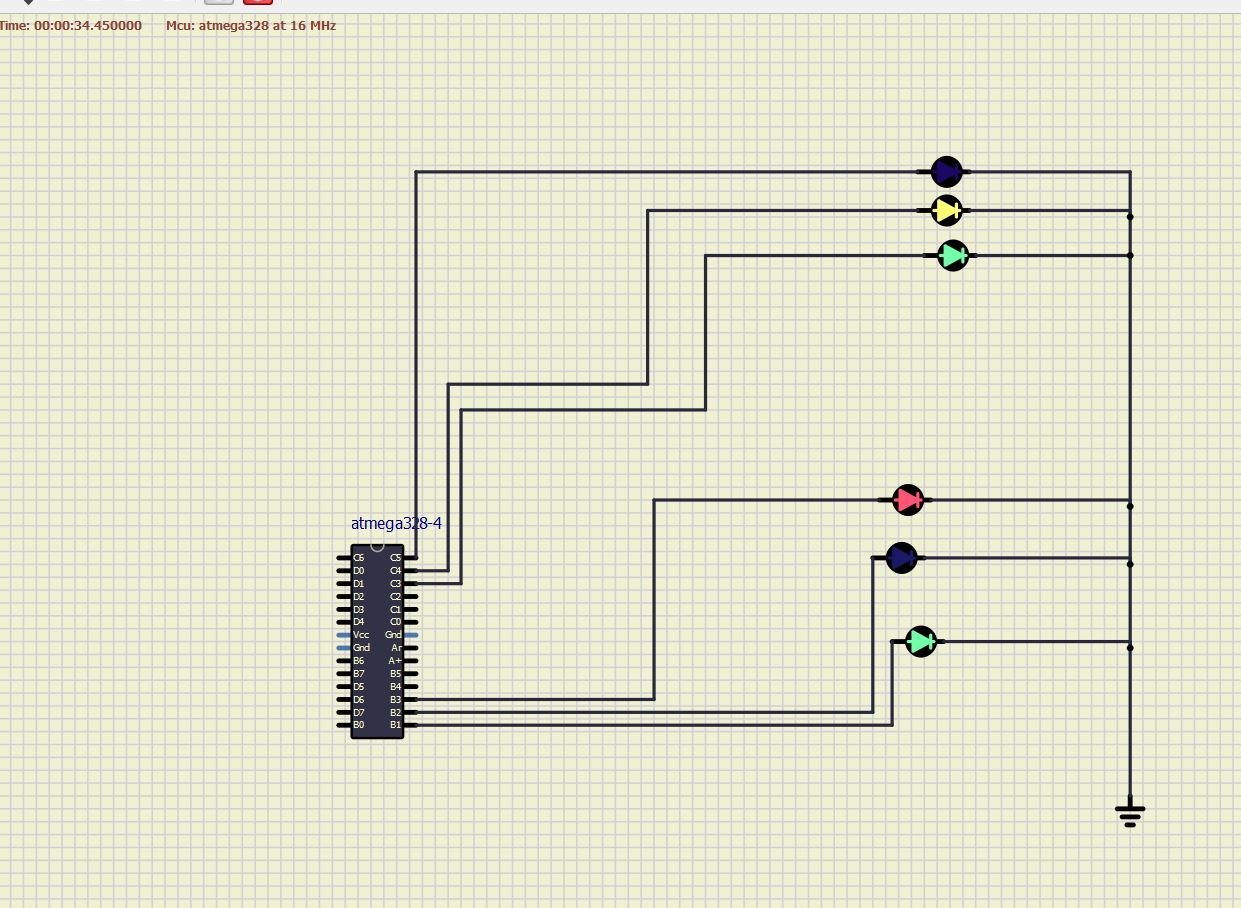 Time: 00:00:34.450000 Mcu: atmega328 at 16 MHz
atmega328-4
C6 C5
D0 C4
D1 C3
D2 C2
D3 C1
D4 C0
Vcc Gnd
Gnd Ar
B6 A+
B7 B5
D5 B4
D6 B3
D7 B2
B0 B1